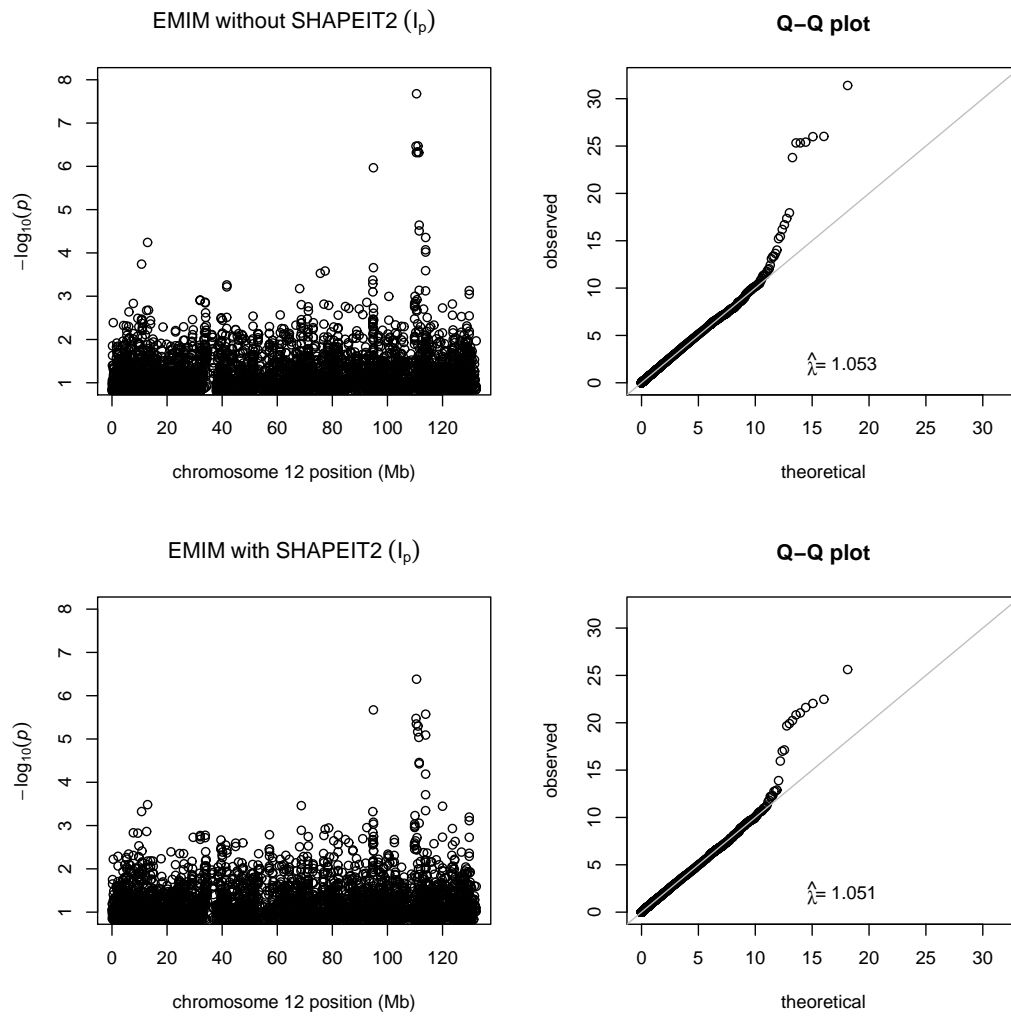 EMIM without SHAPEIT2 (Iₚ)
Q−Q plot
8
7
6
5
4
3
2
1
−log₁₀(p)
0 20 40 60 80 100 120
chromosome 12 position (Mb)
30
25
20
15
10
5
0
observed
λ̂ = 1.053
0 5 10 15 20 25 30
theoretical
EMIM with SHAPEIT2 (Iₚ)
Q−Q plot
8
7
6
5
4
3
2
1
−log₁₀(p)
0 20 40 60 80 100 120
chromosome 12 position (Mb)
30
25
20
15
10
5
0
observed
λ̂ = 1.051
0 5 10 15 20 25 30
theoretical